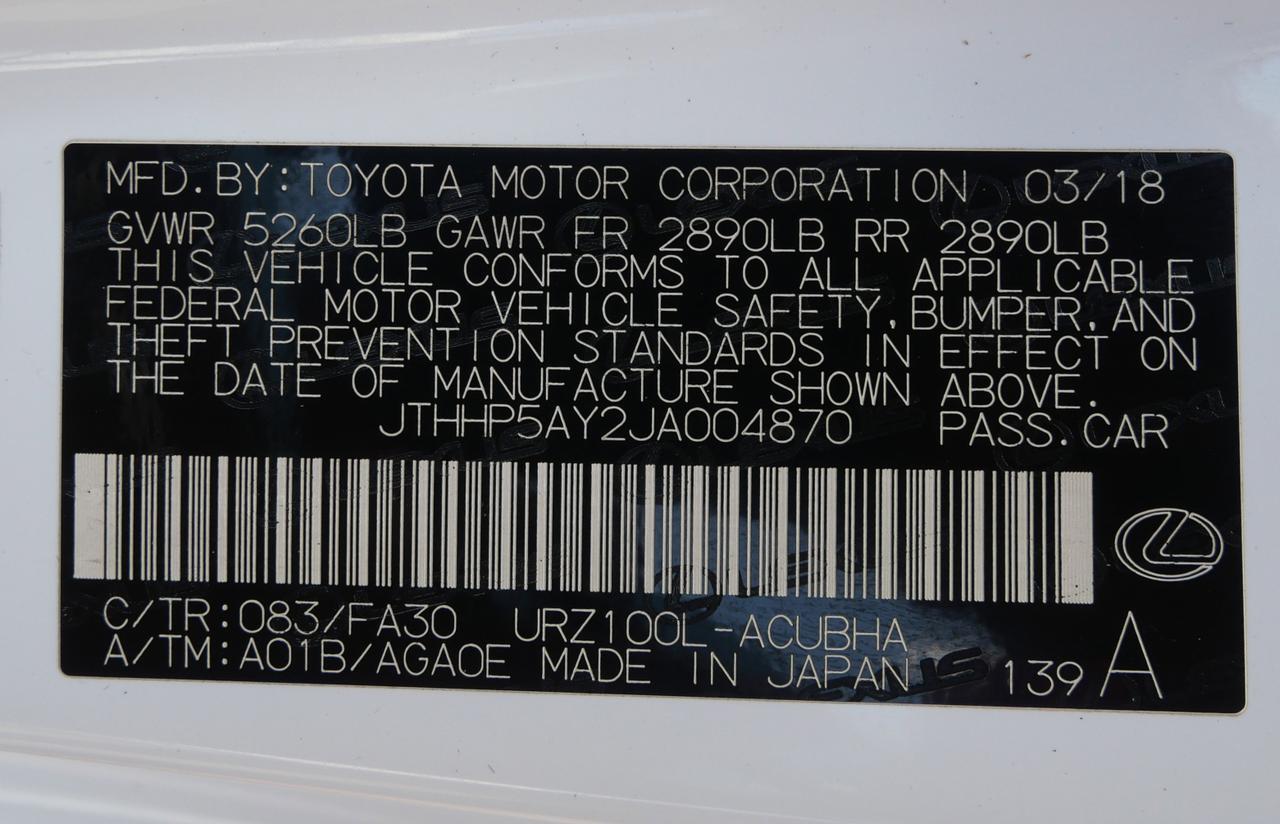 MFD. BY: TOYOTA MOTOR CORPORATION 03/18
GVWR 5260LB GAWR FR 2890LB RR 2890LB
THIS VEHICLE CONFORMS TO ALL APPLICABLE
FEDERAL MOTOR VEHICLE SAFETY, BUMPER, AND
THEFT PREVENTION STANDARDS IN EFFECT ON
THE DATE OF MANUFACTURE SHOWN ABOVE.
JTHHP5AY2JA004870 PASS. CAR
C/TR: 083/FA30 URZ100L-ACUBHA
A/TM: A01B/AGA0E MADE IN JAPAN 139 A